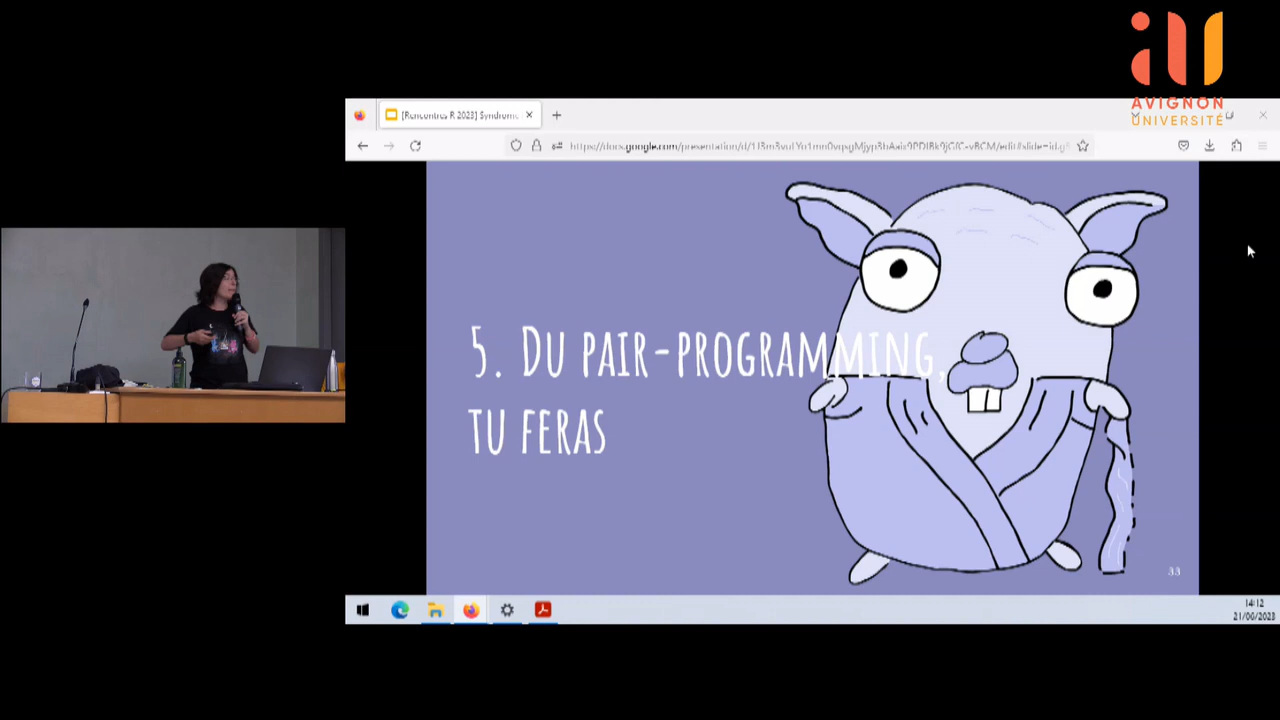 AVIGNON
UNIVERSITÉ
[Rencontres R 2023] Syndrome
5. DU PAIR-PROGRAMMING,
TU FERAS
33
14:12
21/06/2023